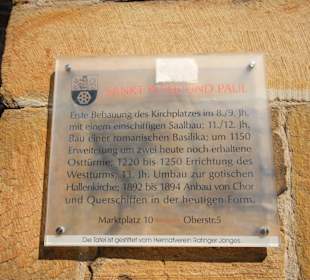 SANKT PETER UND PAUL
Erste Bebauung des Kirchplatzes im 8./9. Jh.
mit einem einschiffigen Saalbau; 11./12. Jh.
Bau einer romanischen Basilika; um 1150
Erweiterung um zwei heute noch erhaltene
Osttürme; 1220 bis 1250 Errichtung des
Westturms; 13. Jh. Umbau zur gotischen
Hallenkirche; 1892 bis 1894 Anbau von Chor
und Querschiffen in der heutigen Form.
Marktplatz 10 Oberstr. 5
Die Tafel ist gestiftet vom Heimatverein Ratinger Jonges